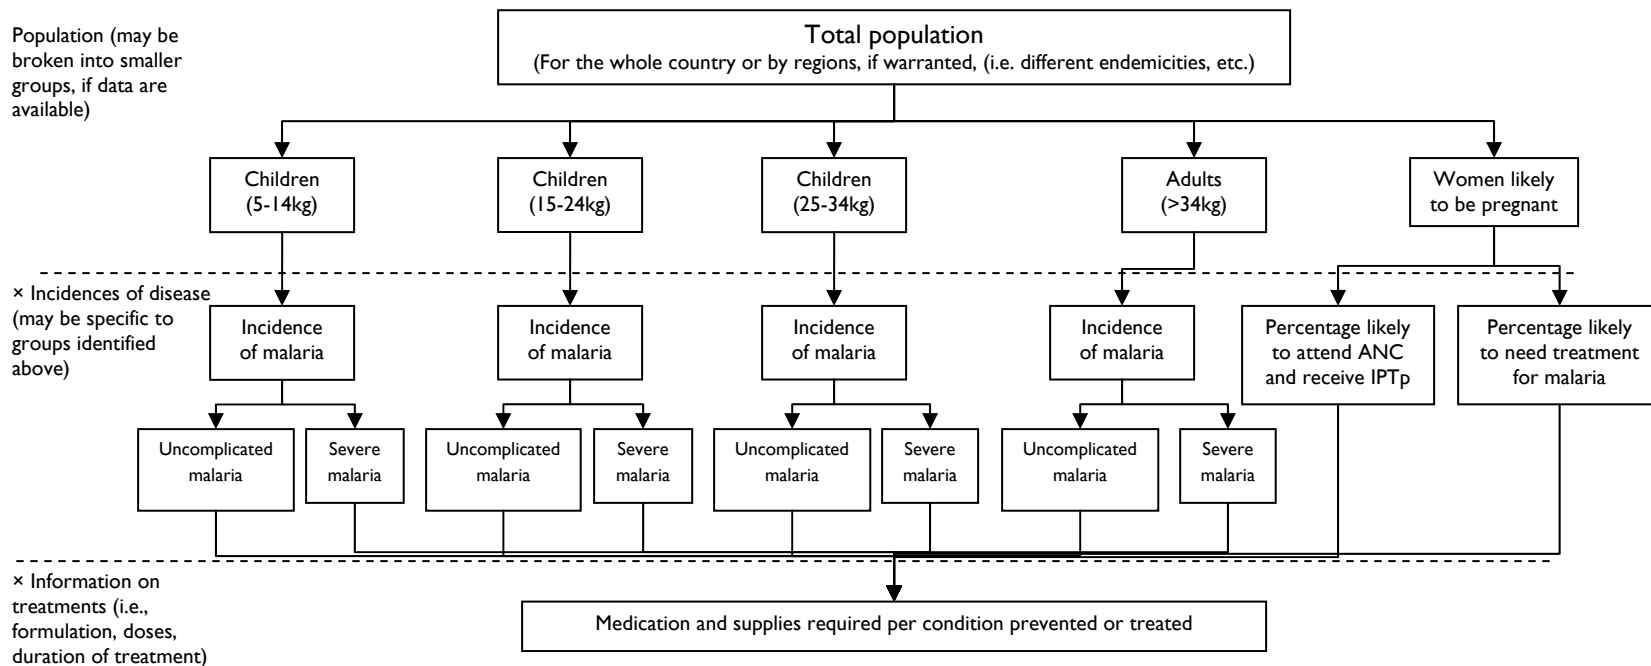 Population (may be
broken into smaller
groups, if data are
available)
Total population
(For the whole country or by regions, if warranted, (i.e. different endemicities, etc.)
Children
(5-14kg)
Children
(15-24kg)
Children
(25-34kg)
Adults
(>34kg)
Women likely
to be pregnant
× Incidences of disease
(may be specific to
groups identified
above)
Incidence
of malaria
Incidence
of malaria
Incidence
of malaria
Incidence
of malaria
Percentage likely
to attend ANC
and receive IPTp
Percentage likely
to need treatment
for malaria
Uncomplicated
malaria
Severe
malaria
Uncomplicated
malaria
Severe
malaria
Uncomplicated
malaria
Severe
malaria
Uncomplicated
malaria
Severe
malaria
× Information on
treatments (i.e.,
formulation, doses,
duration of treatment)
Medication and supplies required per condition prevented or treated